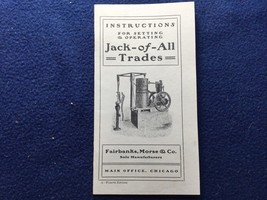 INSTRUCTIONS
FOR SETTING
& OPERATING
Jack-of-All
Trades
Fairbanks, Morse & Co.
Sole Manufacturers
MAIN OFFICE, CHICAGO